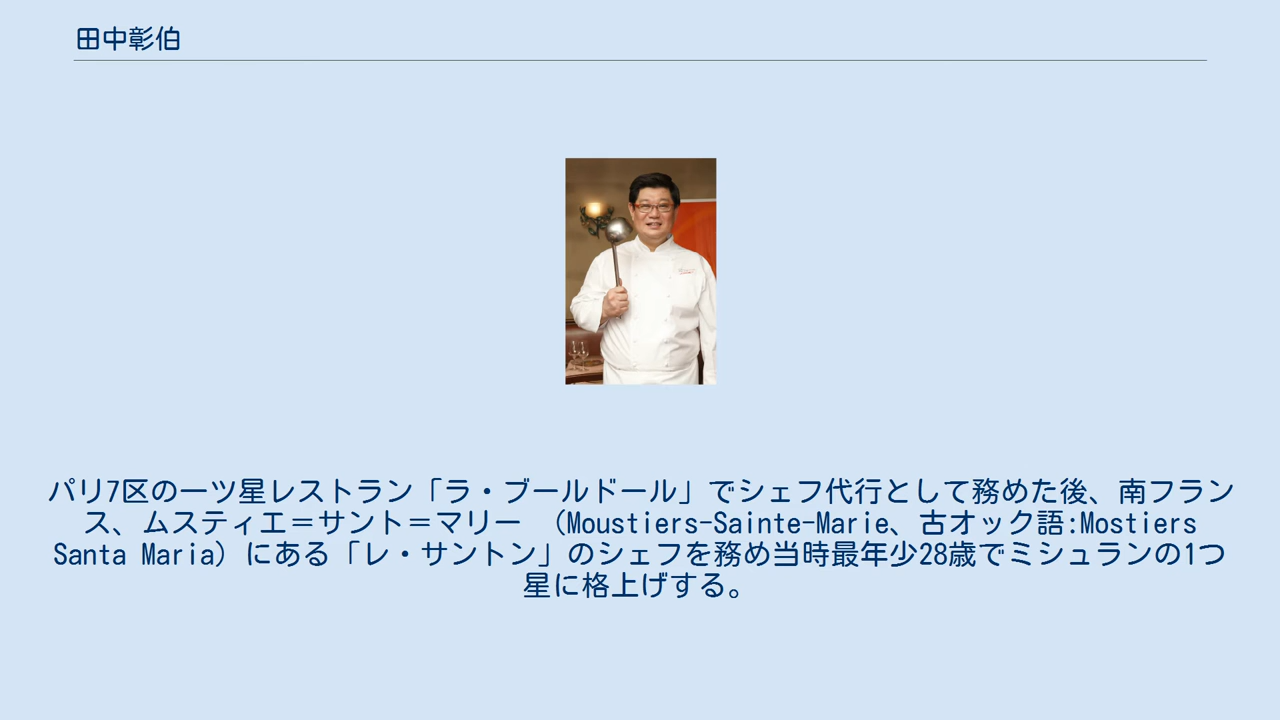 田中彰伯
パリ7区の一ツ星レストラン「ラ・ブールドール」でシェフ代行として務めた後、南フラン
ス、ムスティエ＝サント＝マリー　（Moustiers-Sainte-Marie、古オック語:Mostiers
Santa Maria）にある「レ・サントン」のシェフを務め当時最年少28歳でミシュランの1つ
星に格上げする。